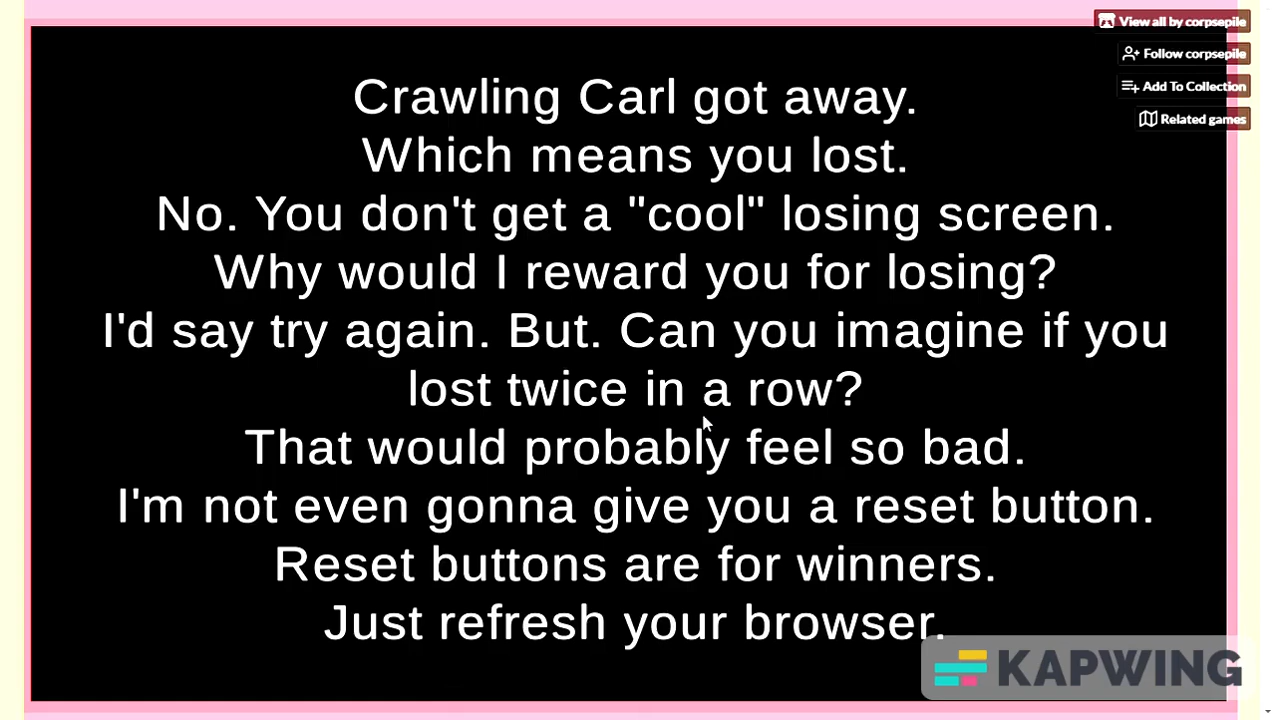 View all by corpsepile
Follow corpsepile
Add To Collection
Related games
Crawling Carl got away.
Which means you lost.
No. You don't get a "cool" losing screen.
Why would I reward you for losing?
I'd say try again. But. Can you imagine if you
lost twice in a row?
That would probably feel so bad.
I'm not even gonna give you a reset button.
Reset buttons are for winners.
Just refresh your browser.
KAPWING